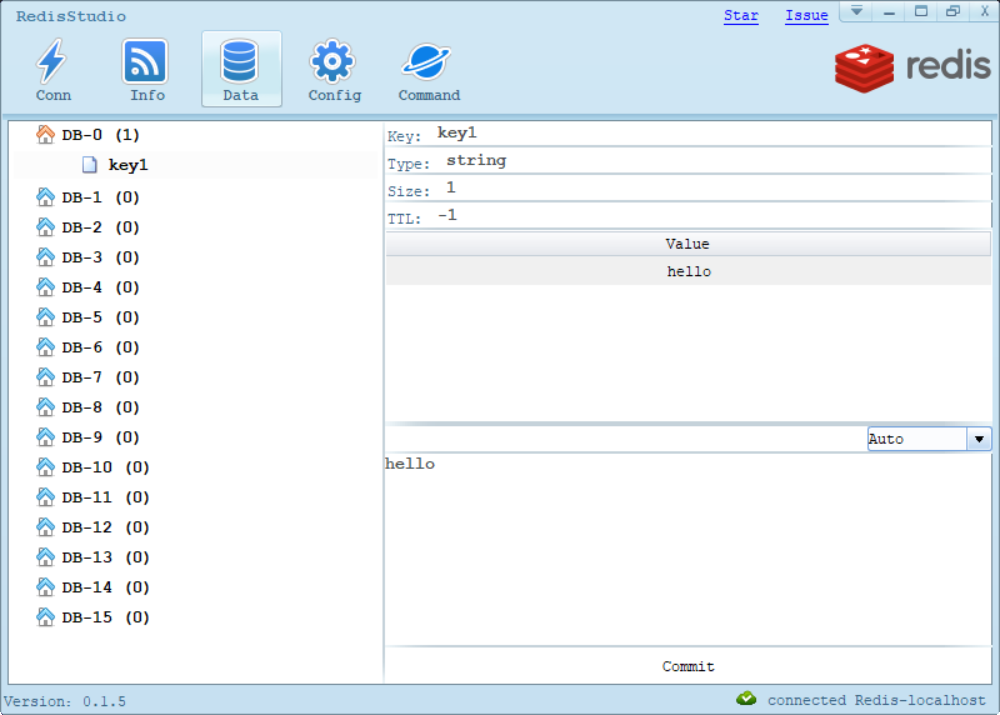 RedisStudio Star Issue
Conn Info Data Config Command redis
DB-0 (1)
key1
DB-1 (0)
DB-2 (0)
DB-3 (0)
DB-4 (0)
DB-5 (0)
DB-6 (0)
DB-7 (0)
DB-8 (0)
DB-9 (0)
DB-10 (0)
DB-11 (0)
DB-12 (0)
DB-13 (0)
DB-14 (0)
DB-15 (0)
Key: key1
Type: string
Size: 1
TTL: -1
Value
hello
Auto
hello
Commit
Version: 0.1.5 connected Redis-localhost